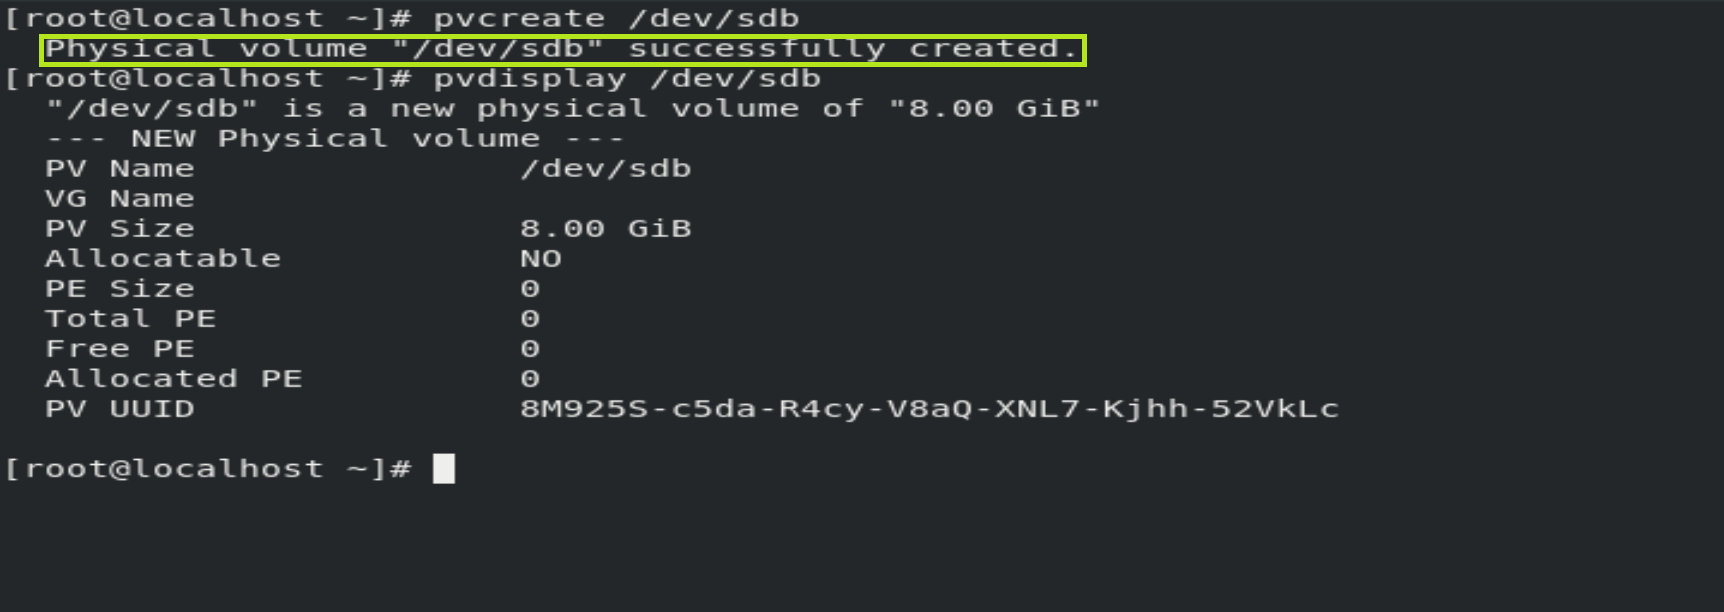 [root@localhost ~]# pvcreate /dev/sdb
  Physical volume "/dev/sdb" successfully created.
[root@localhost ~]# pvdisplay /dev/sdb
  "/dev/sdb" is a new physical volume of "8.00 GiB"
  --- NEW Physical volume ---
  PV Name               /dev/sdb
  VG Name
  PV Size               8.00 GiB
  Allocatable           NO
  PE Size               0
  Total PE              0
  Free PE               0
  Allocated PE          0
  PV UUID               8M925S-c5da-R4cy-V8aQ-XNL7-Kjhh-52VkLc
[root@localhost ~]#